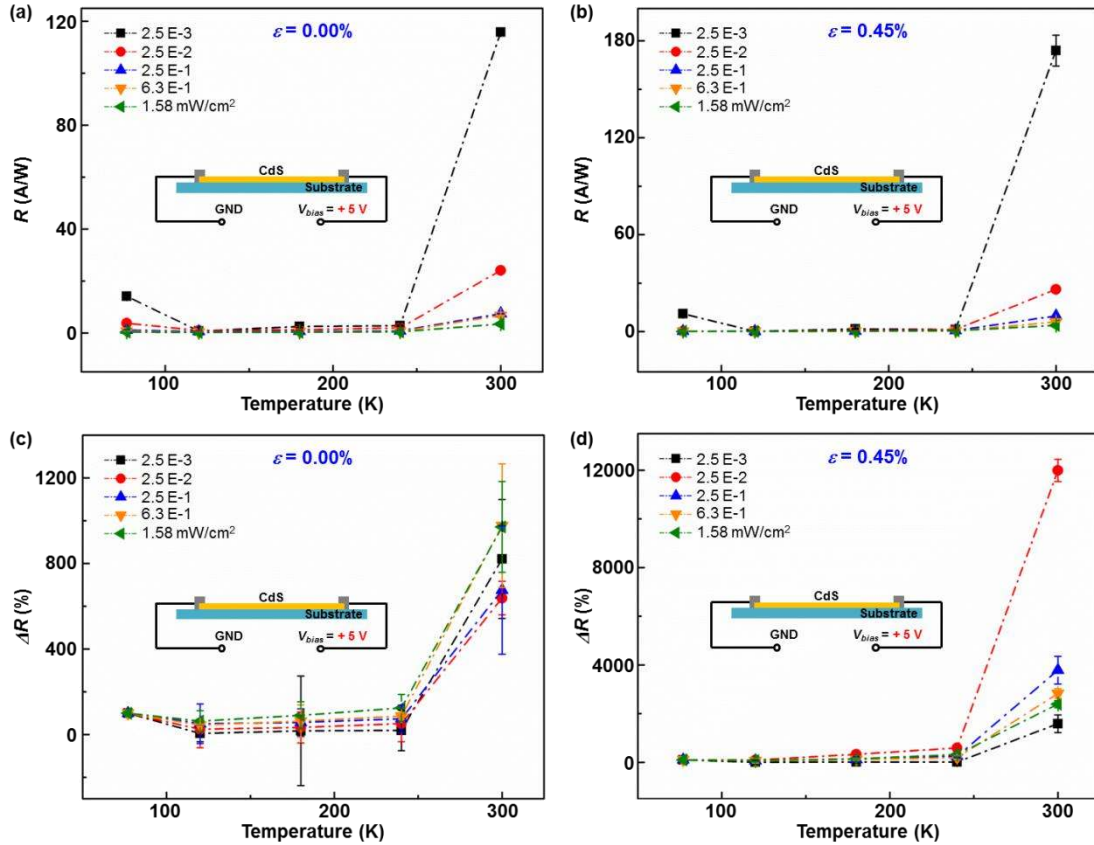 (a)
ε = 0.00%
2.5 E-3
2.5 E-2
2.5 E-1
6.3 E-1
1.58 mW/cm²
120
80
40
0
R (A/W)
CdS
Substrate
GND
V_bias = + 5 V
100
200
300
Temperature (K)
(b)
ε = 0.45%
2.5 E-3
2.5 E-2
2.5 E-1
6.3 E-1
1.58 mW/cm²
180
120
60
0
R (A/W)
CdS
Substrate
GND
V_bias = + 5 V
100
200
300
Temperature (K)
(c)
ε = 0.00%
2.5 E-3
2.5 E-2
2.5 E-1
6.3 E-1
1.58 mW/cm²
1200
800
400
0
ΔR (%)
CdS
Substrate
GND
V_bias = + 5 V
100
200
300
Temperature (K)
(d)
ε = 0.45%
2.5 E-3
2.5 E-2
2.5 E-1
6.3 E-1
1.58 mW/cm²
12000
8000
4000
0
ΔR (%)
CdS
Substrate
GND
V_bias = + 5 V
100
200
300
Temperature (K)